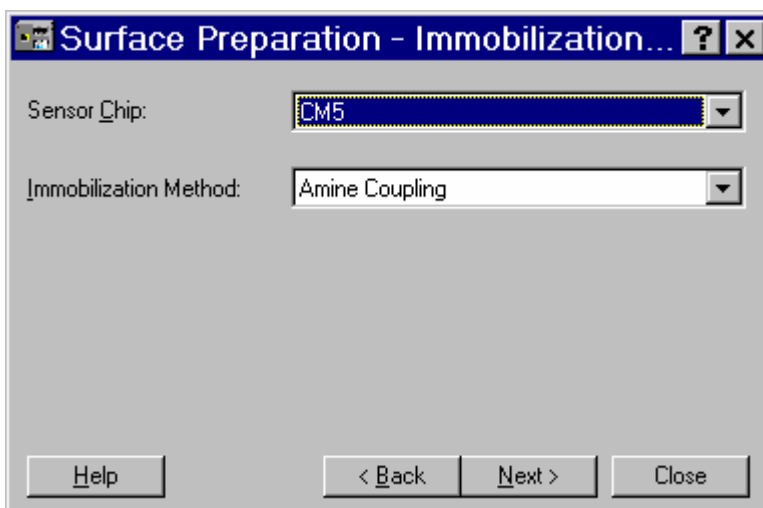 Surface Preparation - Immobilization...
Sensor Chip: CM5
Immobilization Method: Amine Coupling
Help < Back Next > Close